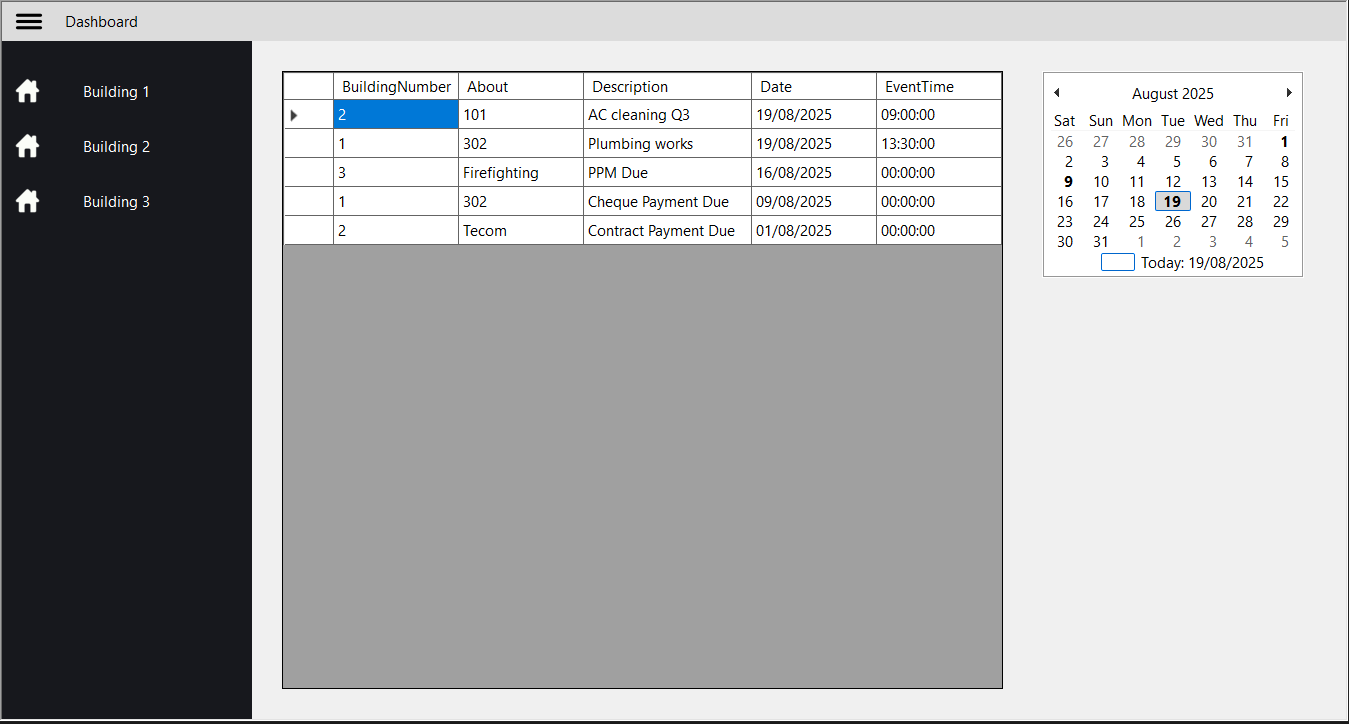 Dashboard
Building 1
Building 2
Building 3
BuildingNumber About Description Date EventTime
2 101 AC cleaning Q3 19/08/2025 09:00:00
1 302 Plumbing works 19/08/2025 13:30:00
3 Firefighting PPM Due 16/08/2025 00:00:00
1 302 Cheque Payment Due 09/08/2025 00:00:00
2 Tecom Contract Payment Due 01/08/2025 00:00:00
August 2025
Sat Sun Mon Tue Wed Thu Fri
26 27 28 29 30 31 1
2 3 4 5 6 7 8
9 10 11 12 13 14 15
16 17 18 19 20 21 22
23 24 25 26 27 28 29
30 31 1 2 3 4 5
Today: 19/08/2025